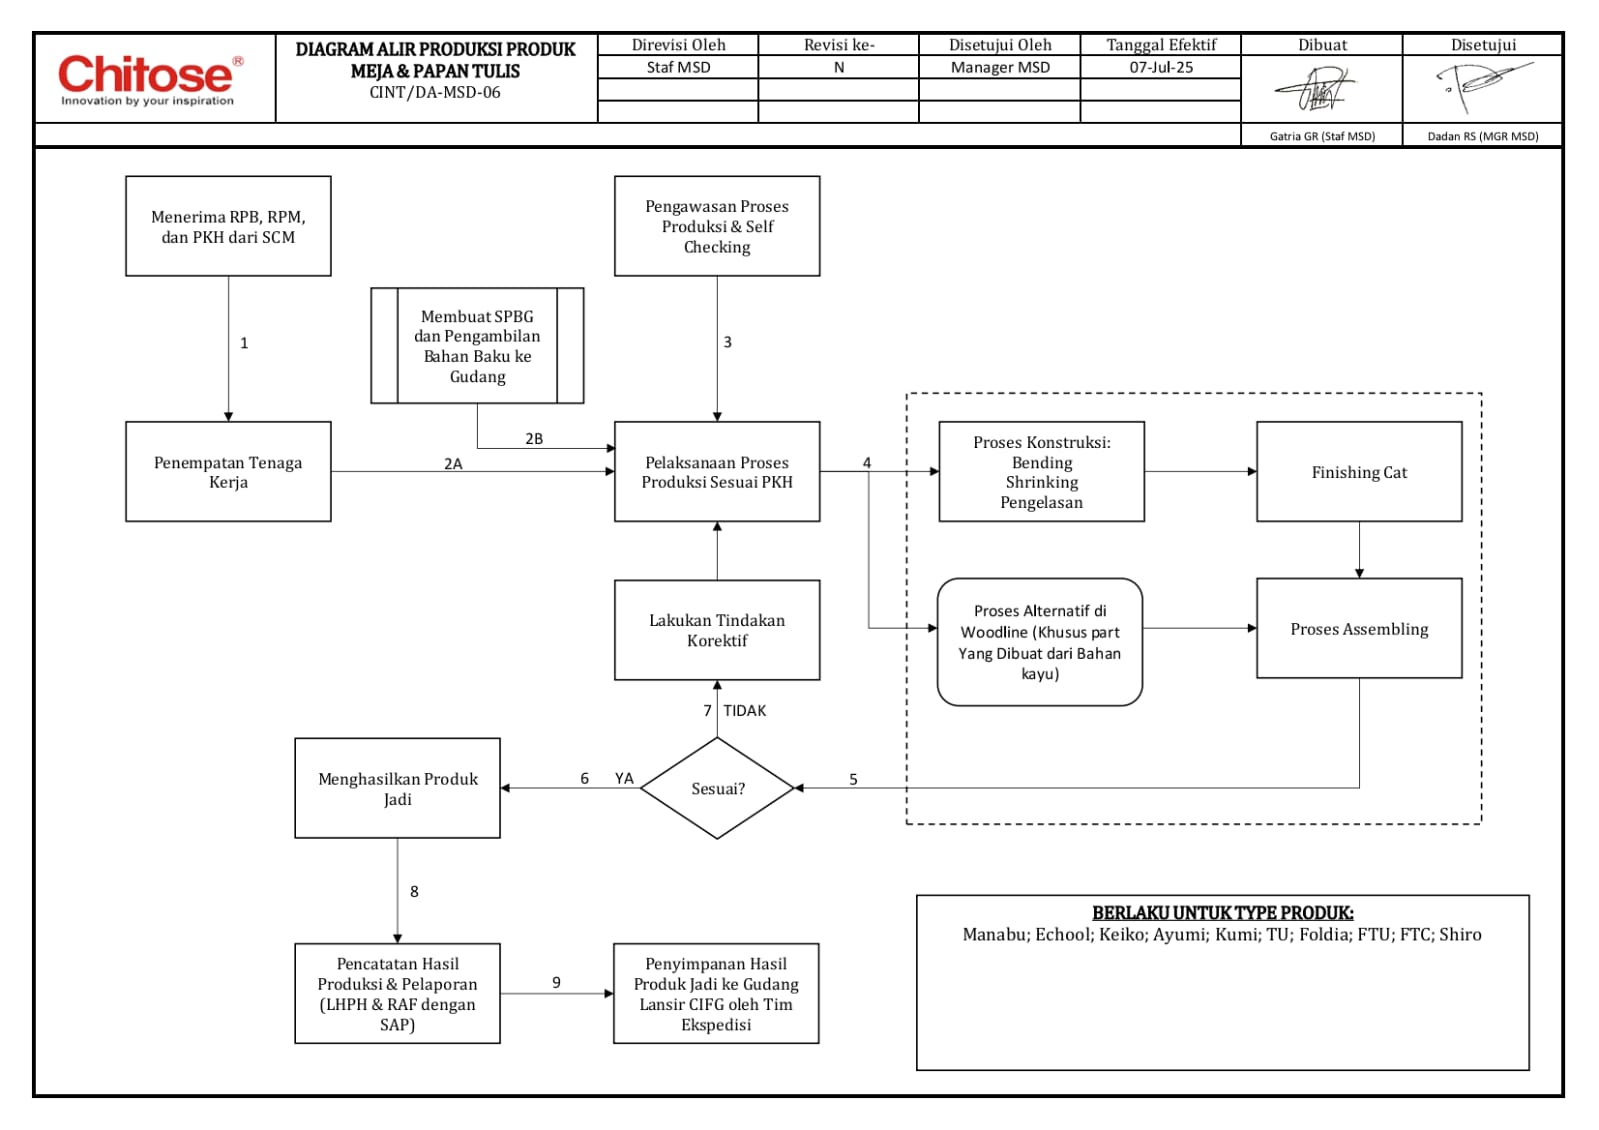 Chitose®
Innovation by your inspiration
DIAGRAM ALIR PRODUKSI PRODUK
MEJA & PAPAN TULIS
CINT/DA-MSD-06
Direvisi Oleh
Revisi ke-
Disetujui Oleh
Tanggal Efektif
Dibuat
Disetujui
Staf MSD
N
Manager MSD
07-Jul-25
Gatria GR (Staf MSD)
Dadan RS (MGR MSD)
Menerima RPB, RPM,
dan PKH dari SCM
Pengawasan Proses
Produksi & Self
Checking
Membuat SPBG
dan Pengambilan
Bahan Baku ke
Gudang
1
3
2B
2A
4
Penempatan Tenaga
Kerja
Pelaksanaan Proses
Produksi Sesuai PKH
Proses Konstruksi:
Bending
Shrinking
Pengelasan
Finishing Cat
Lakukan Tindakan
Korektif
Proses Alternatif di
Woodline (Khusus part
Yang Dibuat dari Bahan
kayu)
Proses Assembling
7 TIDAK
Menghasilkan Produk
Jadi
6 YA
Sesuai?
5
8
Pencatatan Hasil
Produksi & Pelaporan
(LHPH & RAF dengan
SAP)
9
Penyimpanan Hasil
Produk Jadi ke Gudang
Lansir CIFG oleh Tim
Ekspedisi
BERLAKU UNTUK TYPE PRODUK:
Manabu; Echool; Keiko; Ayumi; Kumi; TU; Foldia; FTU; FTC; Shiro